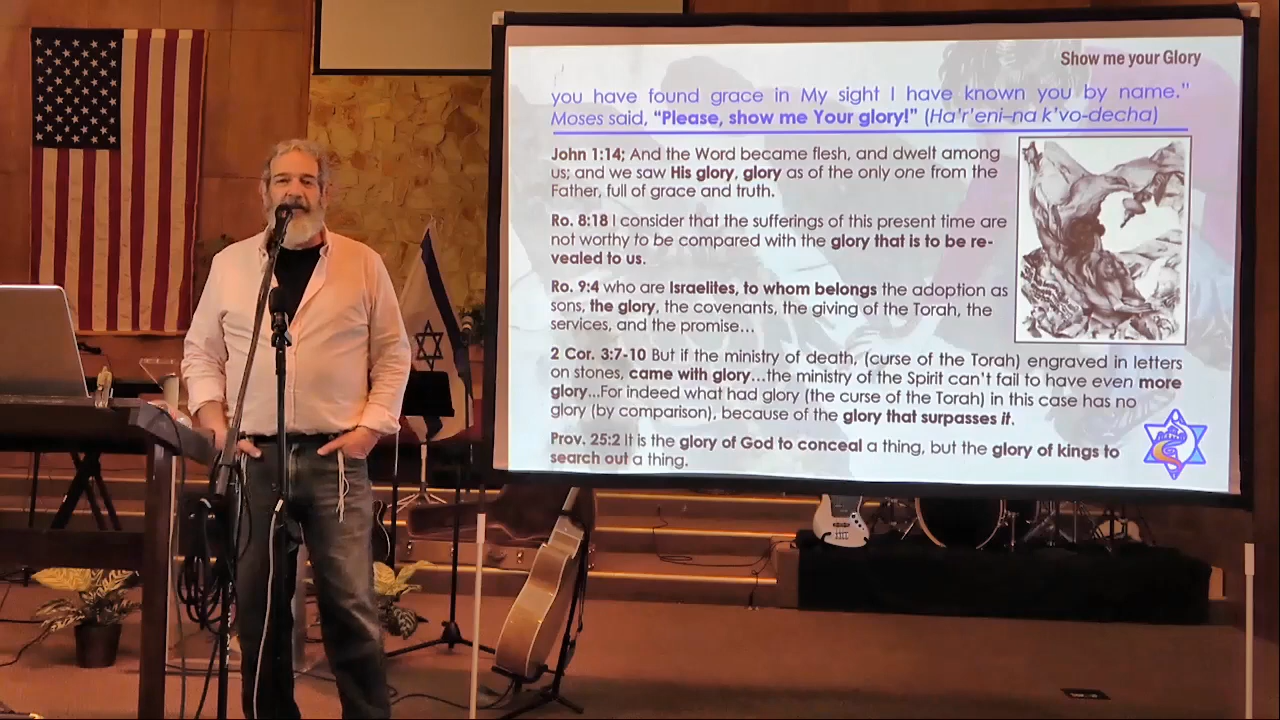 Show me your Glory
you have found grace in My sight I have known you by name."
Moses said, "Please, show me Your glory!" (Ha'r'eni–na k'vo-decha)
John 1:14; And the Word became flesh, and dwelt among
us; and we saw His glory, glory as of the only one from the
Father, full of grace and truth.
Ro. 8:18 I consider that the sufferings of this present time are
not worthy to be compared with the glory that is to be re-
vealed to us.
Ro. 9:4 who are Israelites, to whom belongs the adoption as
sons, the glory, the covenants, the giving of the Torah, the
services, and the promise…
2 Cor. 3:7-10 But if the ministry of death, (curse of the Torah) engraved in letters
on stones, came with glory…the ministry of the Spirit can't fail to have even more
glory…For indeed what had glory (the curse of the Torah) in this case has no
glory (by comparison), because of the glory that surpasses it.
Prov. 25:2 It is the glory of God to conceal a thing, but the glory of kings to
search out a thing.